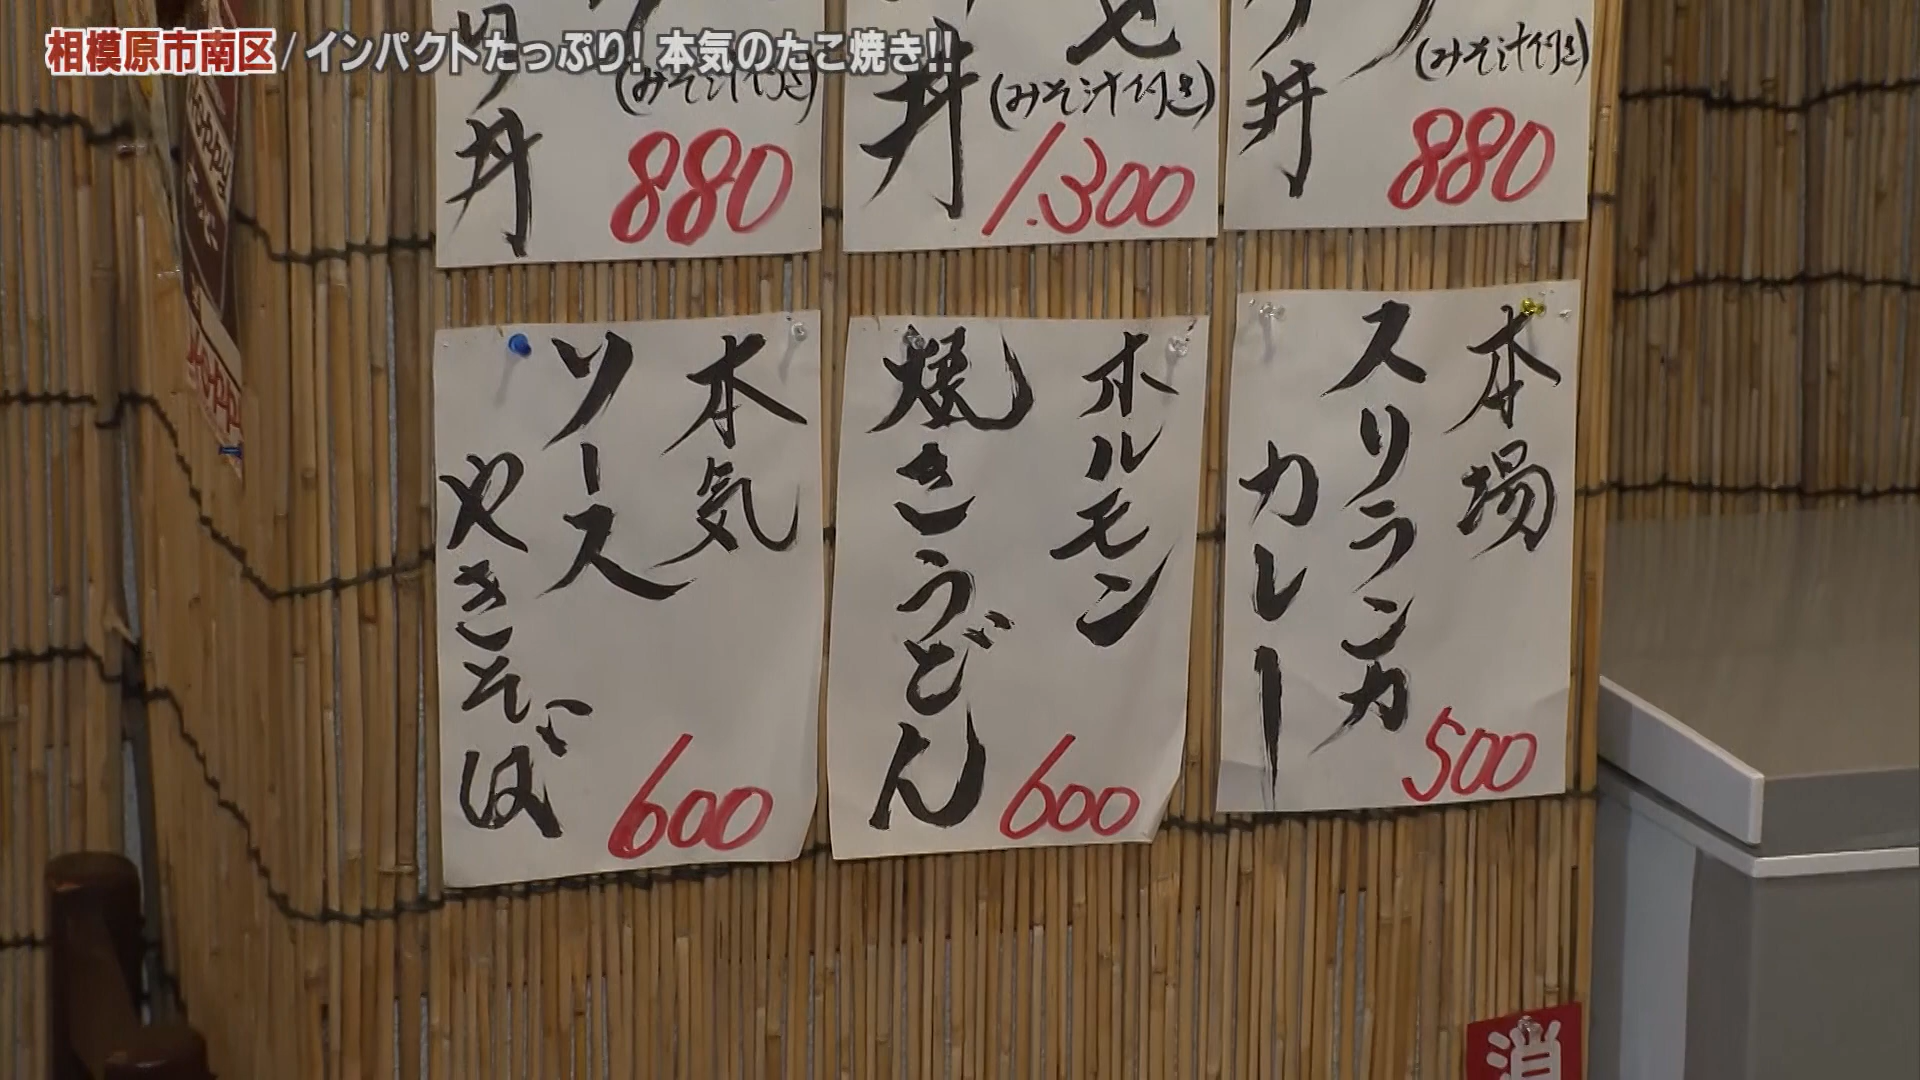 相模原市南区/インパクトたっぷり!本気のたこ焼き!!
丼
(みそ汁付き)
880
丼
(みそ汁付き)
1.300
丼
(みそ汁付き)
880
本気
ソース
やきそば
600
ホルモン
焼きうどん
600
本場
スリランカ
カレー
500
消